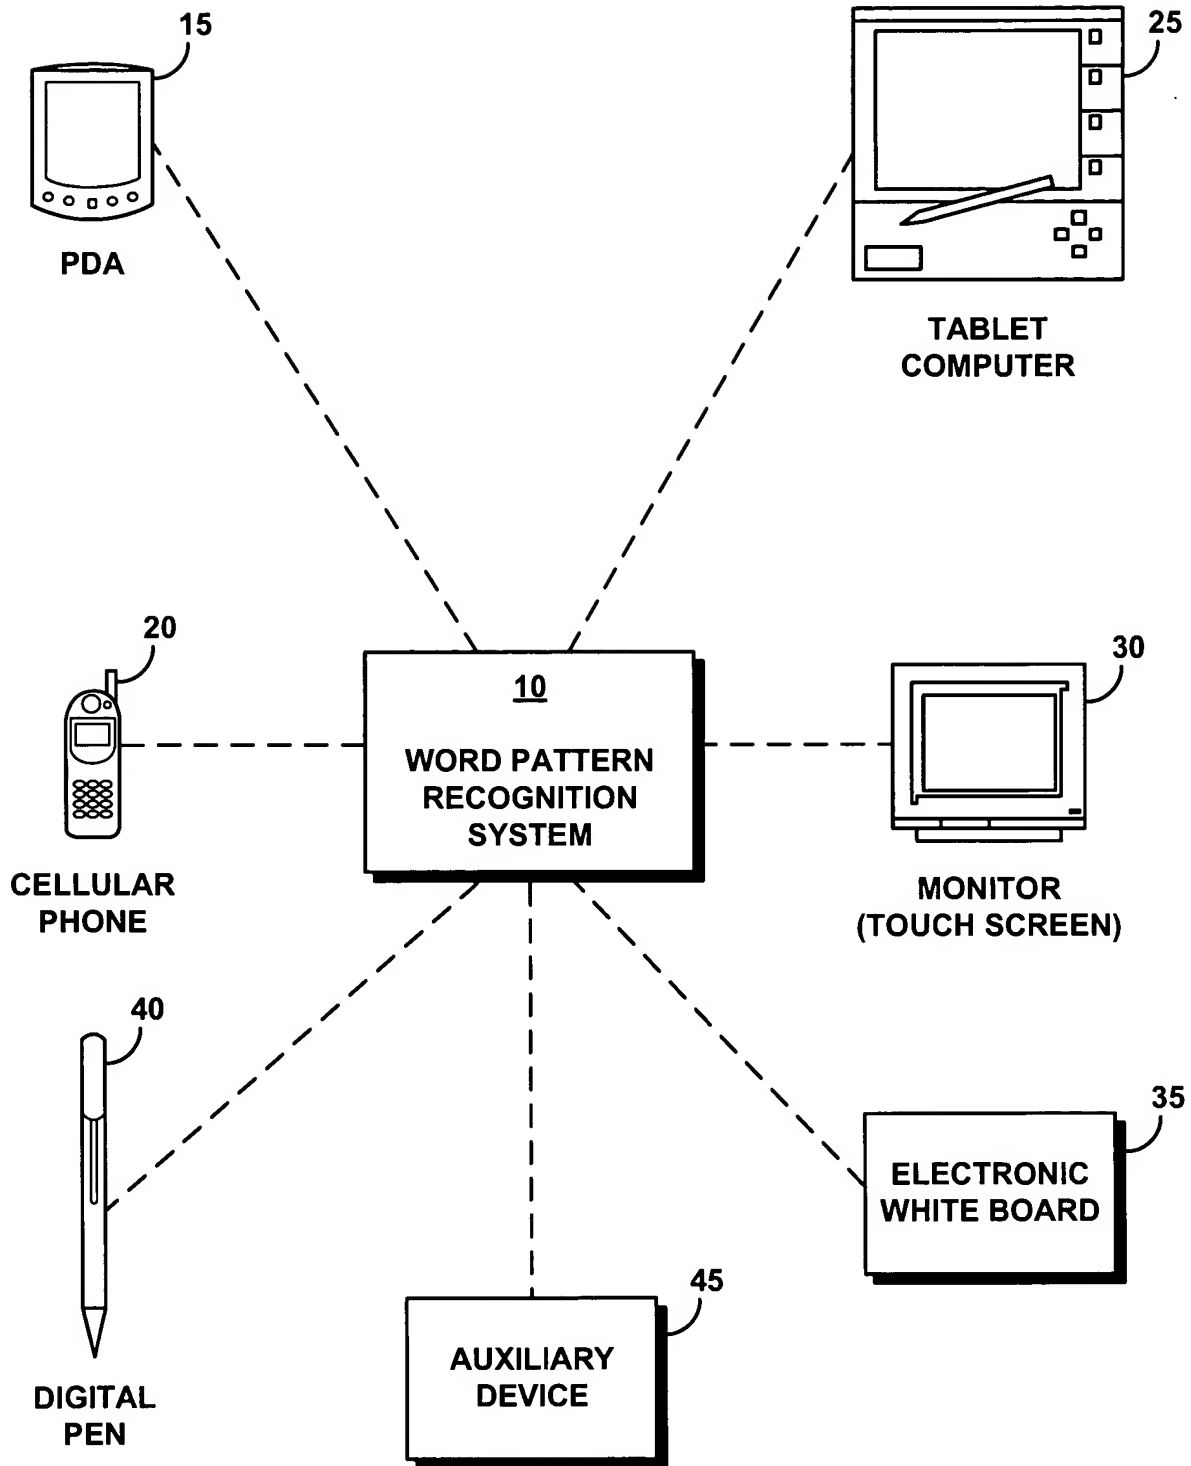 15
25
PDA
TABLET
COMPUTER
20
30
10
WORD PATTERN
RECOGNITION
SYSTEM
CELLULAR
PHONE
MONITOR
(TOUCH SCREEN)
40
35
ELECTRONIC
WHITE BOARD
45
AUXILIARY
DEVICE
DIGITAL
PEN